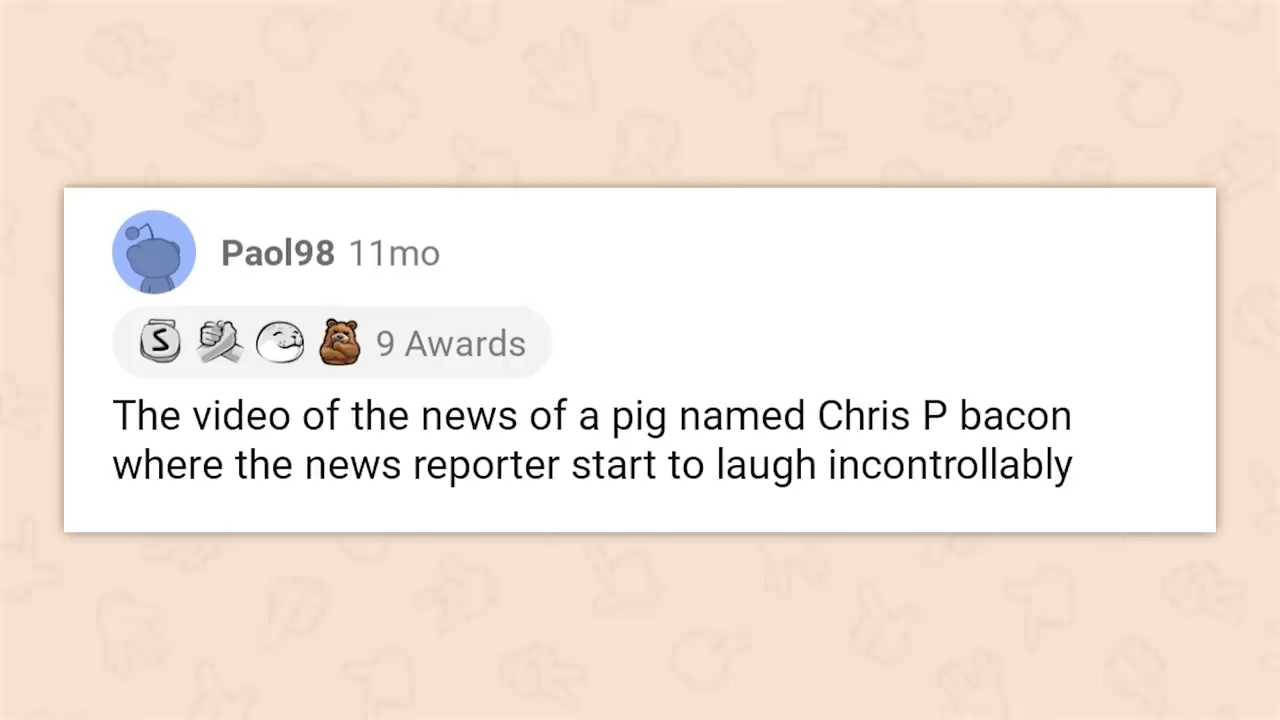 Paol98 11mo
9 Awards
The video of the news of a pig named Chris P bacon
where the news reporter start to laugh incontrollably